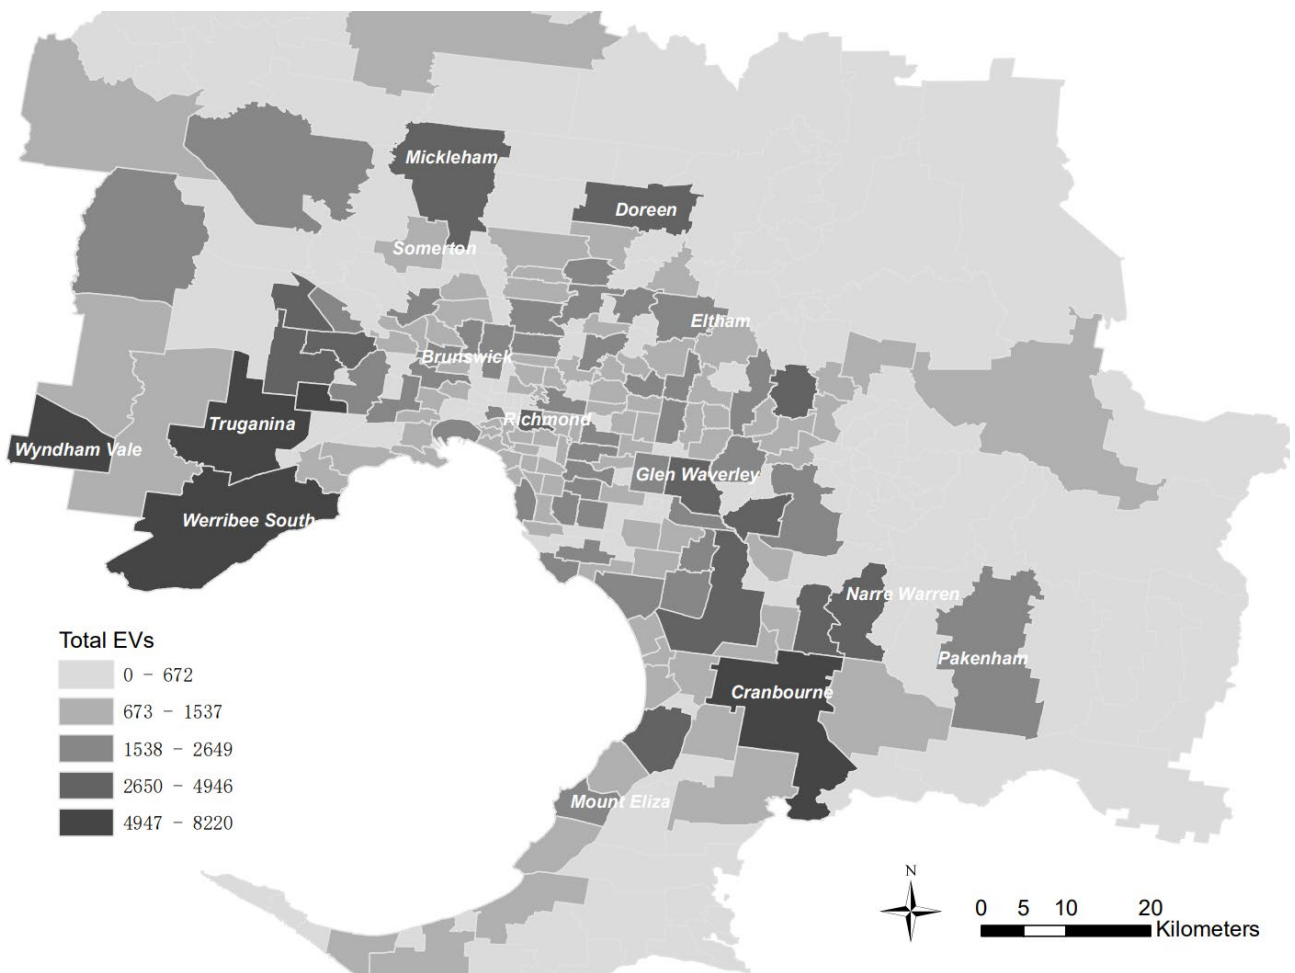 Mickleham
Doreen
Somerton
Eltham
Brunswick
Richmond
Truganina
Wyndham Vale
Glen Waverley
Werribee South
Narre Warren
Pakenham
Cranbourne
Mount Eliza
Total EVs
0 - 672
673 - 1537
1538 - 2649
2650 - 4946
4947 - 8220
N
0 5 10 20
Kilometers